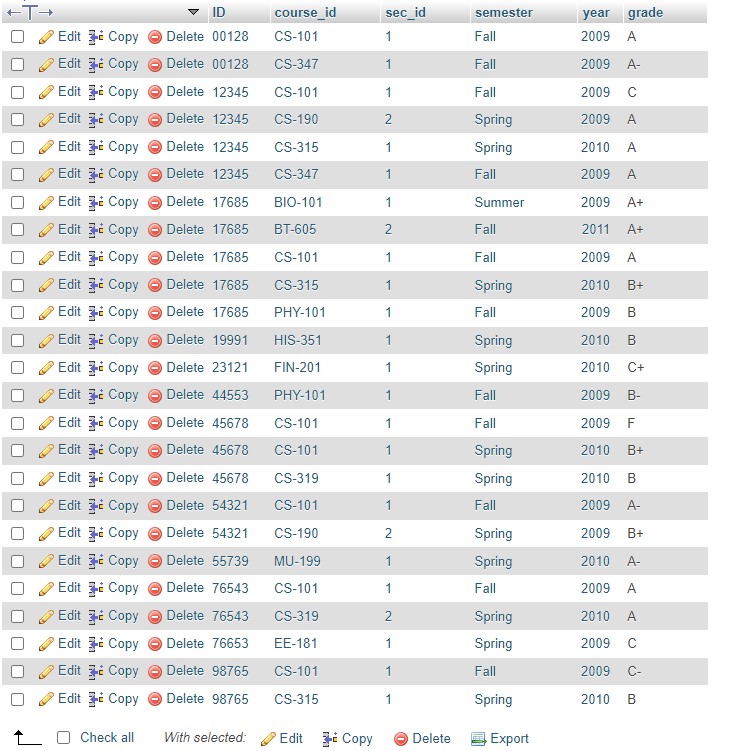 ID course_id sec_id semester year grade
Edit Copy Delete 00128 CS-101 1 Fall 2009 A
Edit Copy Delete 00128 CS-347 1 Fall 2009 A-
Edit Copy Delete 12345 CS-101 1 Fall 2009 C
Edit Copy Delete 12345 CS-190 2 Spring 2009 A
Edit Copy Delete 12345 CS-315 1 Spring 2010 A
Edit Copy Delete 12345 CS-347 1 Fall 2009 A
Edit Copy Delete 17685 BIO-101 1 Summer 2009 A+
Edit Copy Delete 17685 BT-605 2 Fall 2011 A+
Edit Copy Delete 17685 CS-101 1 Fall 2009 A
Edit Copy Delete 17685 CS-315 1 Spring 2010 B+
Edit Copy Delete 17685 PHY-101 1 Fall 2009 B
Edit Copy Delete 19991 HIS-351 1 Spring 2010 B
Edit Copy Delete 23121 FIN-201 1 Spring 2010 C+
Edit Copy Delete 44553 PHY-101 1 Fall 2009 B-
Edit Copy Delete 45678 CS-101 1 Fall 2009 F
Edit Copy Delete 45678 CS-101 1 Spring 2010 B+
Edit Copy Delete 45678 CS-319 1 Spring 2010 B
Edit Copy Delete 54321 CS-101 1 Fall 2009 A-
Edit Copy Delete 54321 CS-190 2 Spring 2009 B+
Edit Copy Delete 55739 MU-199 1 Spring 2010 A-
Edit Copy Delete 76543 CS-101 1 Fall 2009 A
Edit Copy Delete 76543 CS-319 2 Spring 2010 A
Edit Copy Delete 76653 EE-181 1 Spring 2009 C
Edit Copy Delete 98765 CS-101 1 Fall 2009 C-
Edit Copy Delete 98765 CS-315 1 Spring 2010 B
Check all With selected: Edit Copy Delete Export